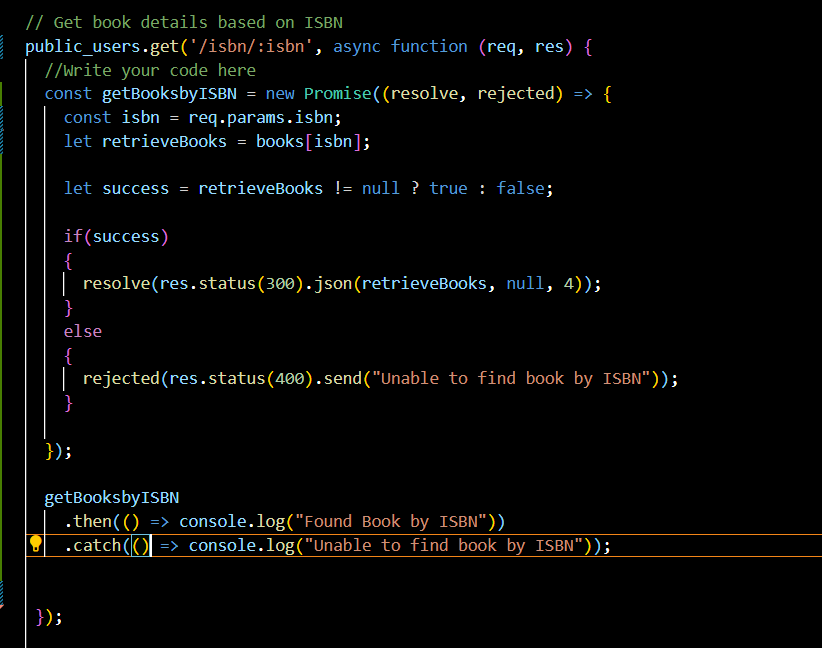 // Get book details based on ISBN
public_users.get('/isbn/:isbn', async function (req, res) {
//Write your code here
const getBooksbyISBN = new Promise((resolve, rejected) => {
const isbn = req.params.isbn;
let retrieveBooks = books[isbn];
let success = retrieveBooks != null ? true : false;
if(success)
{
resolve(res.status(300).json(retrieveBooks, null, 4));
}
else
{
rejected(res.status(400).send("Unable to find book by ISBN"));
}
});
getBooksbyISBN
.then(() => console.log("Found Book by ISBN"))
.catch(() => console.log("Unable to find book by ISBN"));
});